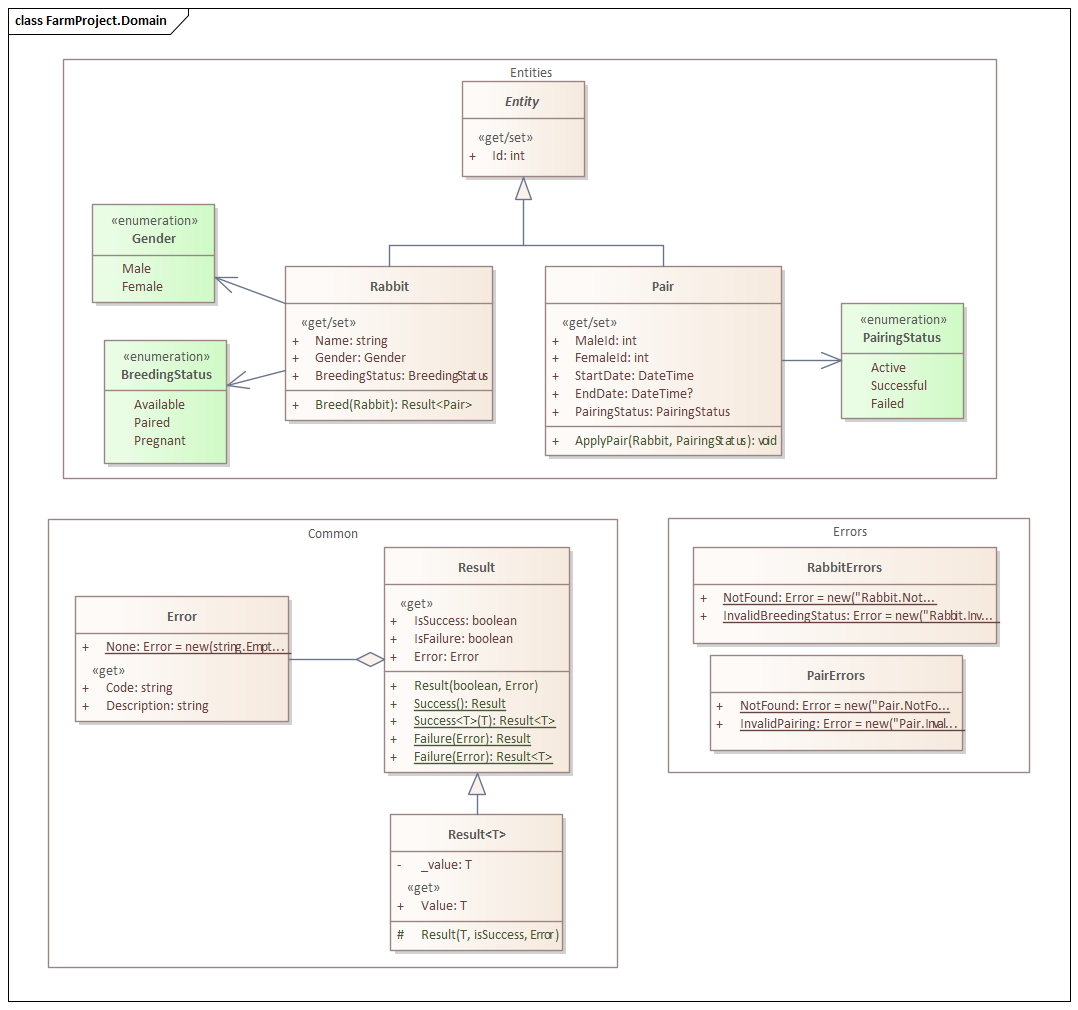 class FarmProject.Domain
Entities
Entity
«get/set»
+ Id: int
«enumeration»
Gender
Male
Female
«enumeration»
BreedingStatus
Available
Paired
Pregnant
Rabbit
«get/set»
+ Name: string
+ Gender: Gender
+ BreedingStatus: BreedingStatus
+ Breed(Rabbit): Result<Pair>
Pair
«get/set»
+ MaleId: int
+ FemaleId: int
+ StartDate: DateTime
+ EndDate: DateTime?
+ PairingStatus: PairingStatus
+ ApplyPair(Rabbit, PairingStatus): void
«enumeration»
PairingStatus
Active
Successful
Failed
Common
Error
+ None: Error = new(string.Empt...
«get»
+ Code: string
+ Description: string
Result
«get»
+ IsSuccess: boolean
+ IsFailure: boolean
+ Error: Error
+ Result(boolean, Error)
+ Success(): Result
+ Success<T>(T): Result<T>
+ Failure(Error): Result
+ Failure(Error): Result<T>
Result<T>
- _value: T
«get»
+ Value: T
# Result(T, isSuccess, Error)
Errors
RabbitErrors
+ NotFound: Error = new("Rabbit.Not...
+ InvalidBreedingStatus: Error = new("Rabbit.Inv...
PairErrors
+ NotFound: Error = new("Pair.NotFo...
+ InvalidPairing: Error = new("Pair.Inval...